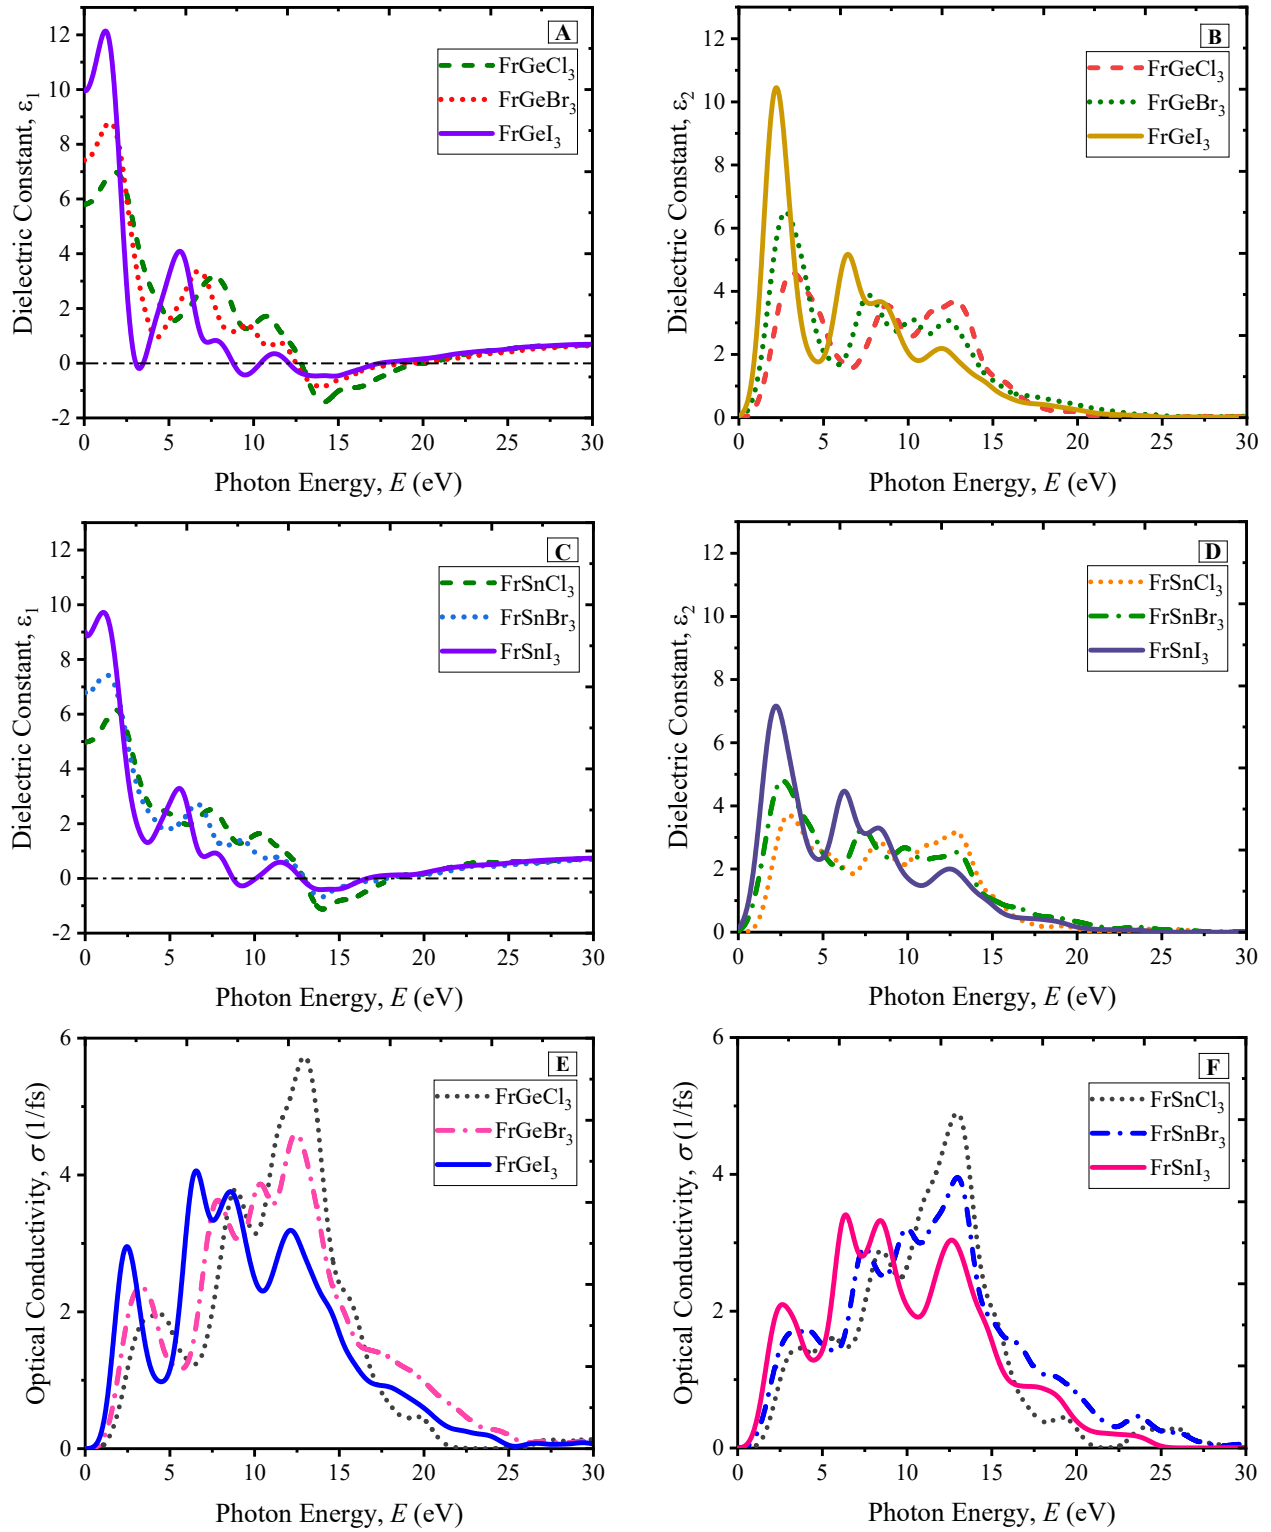 A
FrGeCl₃
FrGeBr₃
FrGeI₃
Dielectric Constant, ε₁
12
10
8
6
4
2
0
-2
0 5 10 15 20 25 30
Photon Energy, E (eV)
B
FrGeCl₃
FrGeBr₃
FrGeI₃
Dielectric Constant, ε₂
12
10
8
6
4
2
0
0 5 10 15 20 25 30
Photon Energy, E (eV)
C
FrSnCl₃
FrSnBr₃
FrSnI₃
Dielectric Constant, ε₁
12
10
8
6
4
2
0
-2
0 5 10 15 20 25 30
Photon Energy, E (eV)
D
FrSnCl₃
FrSnBr₃
FrSnI₃
Dielectric Constant, ε₂
12
10
8
6
4
2
0
0 5 10 15 20 25 30
Photon Energy, E (eV)
E
FrGeCl₃
FrGeBr₃
FrGeI₃
Optical Conductivity, σ (1/fs)
6
4
2
0
0 5 10 15 20 25 30
Photon Energy, E (eV)
F
FrSnCl₃
FrSnBr₃
FrSnI₃
Optical Conductivity, σ (1/fs)
6
4
2
0
0 5 10 15 20 25 30
Photon Energy, E (eV)